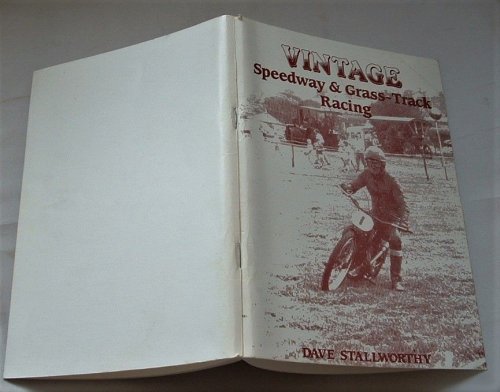 VINTAGE
Speedway & Grass-Track
Racing
1
DAVE STALLWORTHY